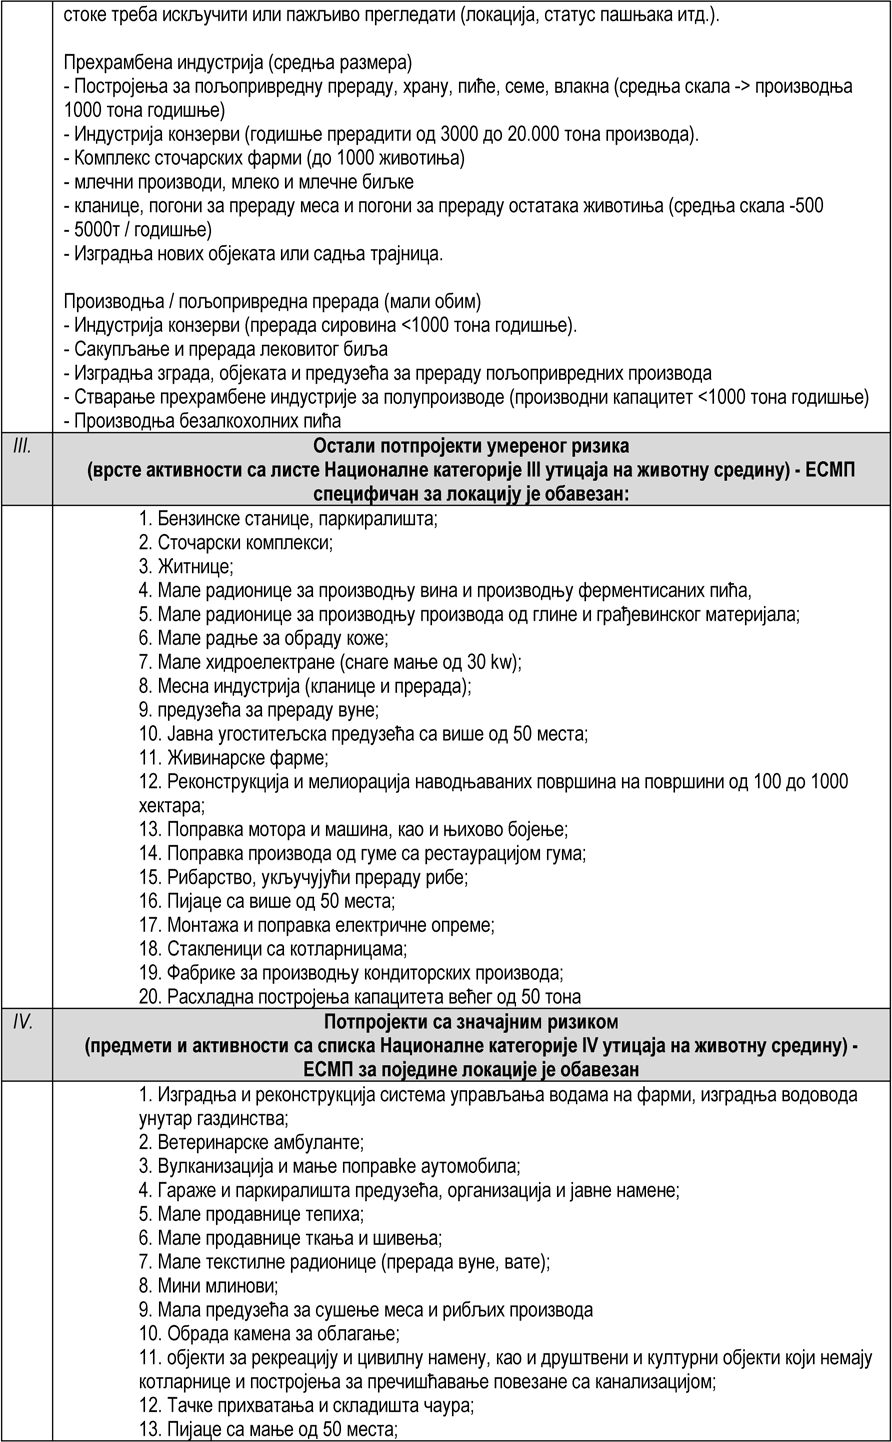 стоке треба искључити или пажљиво прегледати (локација, статус пашњака итд.).
Прехрамбена индустрија (средња размера)
- Постројења за пољопривредну прераду, храну, пиће, семе, влакна (средња скала -> производња
1000 тона годишње)
- Индустрија конзерви (годишње прерадити од 3000 до 20.000 тона производа).
- Комплекс сточарских фарми (до 1000 животиња)
- млечни производи, млеко и млечне биљке
- кланице, погони за прераду меса и погони за прераду остатака животиња (средња скала -500
- 5000т / годишње)
- Изградња нових објеката или садња трајница.
Производња / пољопривредна прерада (мали обим)
- Индустрија конзерви (прерада сировина <1000 тона годишње).
- Сакупљање и прерада лековитог биља
- Изградња зграда, објеката и предузећа за прераду пољопривредних производа
- Стварање прехрамбене индустрије за полупроизводе (производни капацитет <1000 тона годишње)
- Производња безалкохолних пића
III. Остали потпројекти умереног ризика
(врсте активности са листе Националне категорије III утицаја на животну средину) - ЕСМП
специфичан за локацију је обавезан:
1. Бензинске станице, паркиралишта;
2. Сточарски комплекси;
3. Житнице;
4. Мале радионице за производњу вина и производњу ферментисаних пића,
5. Мале радионице за производњу производа од глине и грађевинског материјала;
6. Мале радње за обраду коже;
7. Мале хидроелектране (снаге мање од 30 kw);
8. Месна индустрија (кланице и прерада);
9. предузећа за прераду вуне;
10. Јавна угоститељска предузећа са више од 50 места;
11. Живинарске фарме;
12. Реконструкција и мелиорација наводњаваних површина на површини од 100 до 1000
хектара;
13. Поправка мотора и машина, као и њихово бојење;
14. Поправка производа од гуме са рестаурацијом гума;
15. Рибарство, укључујући прераду рибе;
16. Пијаце са више од 50 места;
17. Монтажа и поправка електричне опреме;
18. Стакленици са котларницама;
19. Фабрике за производњу кондиторских производа;
20. Расхладна постројења капацитета већег од 50 тона
IV. Потпројекти са значајним ризиком
(предмети и активности са списка Националне категорије IV утицаја на животну средину) -
ЕСМП за поједине локације је обавезан
1. Изградња и реконструкција система управљања водама на фарми, изградња водовода
унутар газдинства;
2. Ветеринарске амбуланте;
3. Вулканизација и мање поправке аутомобила;
4. Гараже и паркиралишта предузећа, организација и јавне намене;
5. Мале продавнице тепиха;
6. Мале продавнице ткања и шивења;
7. Мале текстилне радионице (прерада вуне, вате);
8. Мини млинови;
9. Мала предузећа за сушење меса и рибљих производа
10. Обрада камена за облагање;
11. објекти за рекреацију и цивилну намену, као и друштвени и културни објекти који немају
котларнице и постројења за пречишћавање повезане са канализацијом;
12. Тачке прихватања и складишта чаура;
13. Пијаце са мање од 50 места;